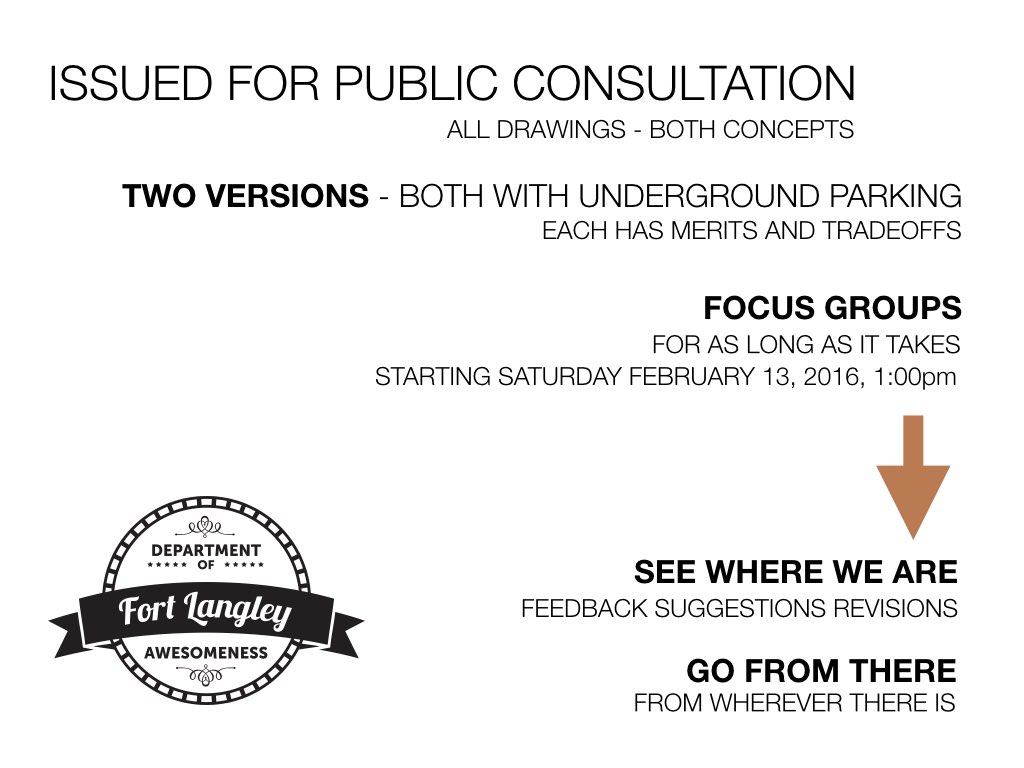 ISSUED FOR PUBLIC CONSULTATION
ALL DRAWINGS - BOTH CONCEPTS
TWO VERSIONS - BOTH WITH UNDERGROUND PARKING
EACH HAS MERITS AND TRADEOFFS
FOCUS GROUPS
FOR AS LONG AS IT TAKES
STARTING SATURDAY FEBRUARY 13, 2016, 1:00pm
SEE WHERE WE ARE
FEEDBACK SUGGESTIONS REVISIONS
GO FROM THERE
FROM WHEREVER THERE IS
DEPARTMENT
OF
Fort Langley
AWESOMENESS